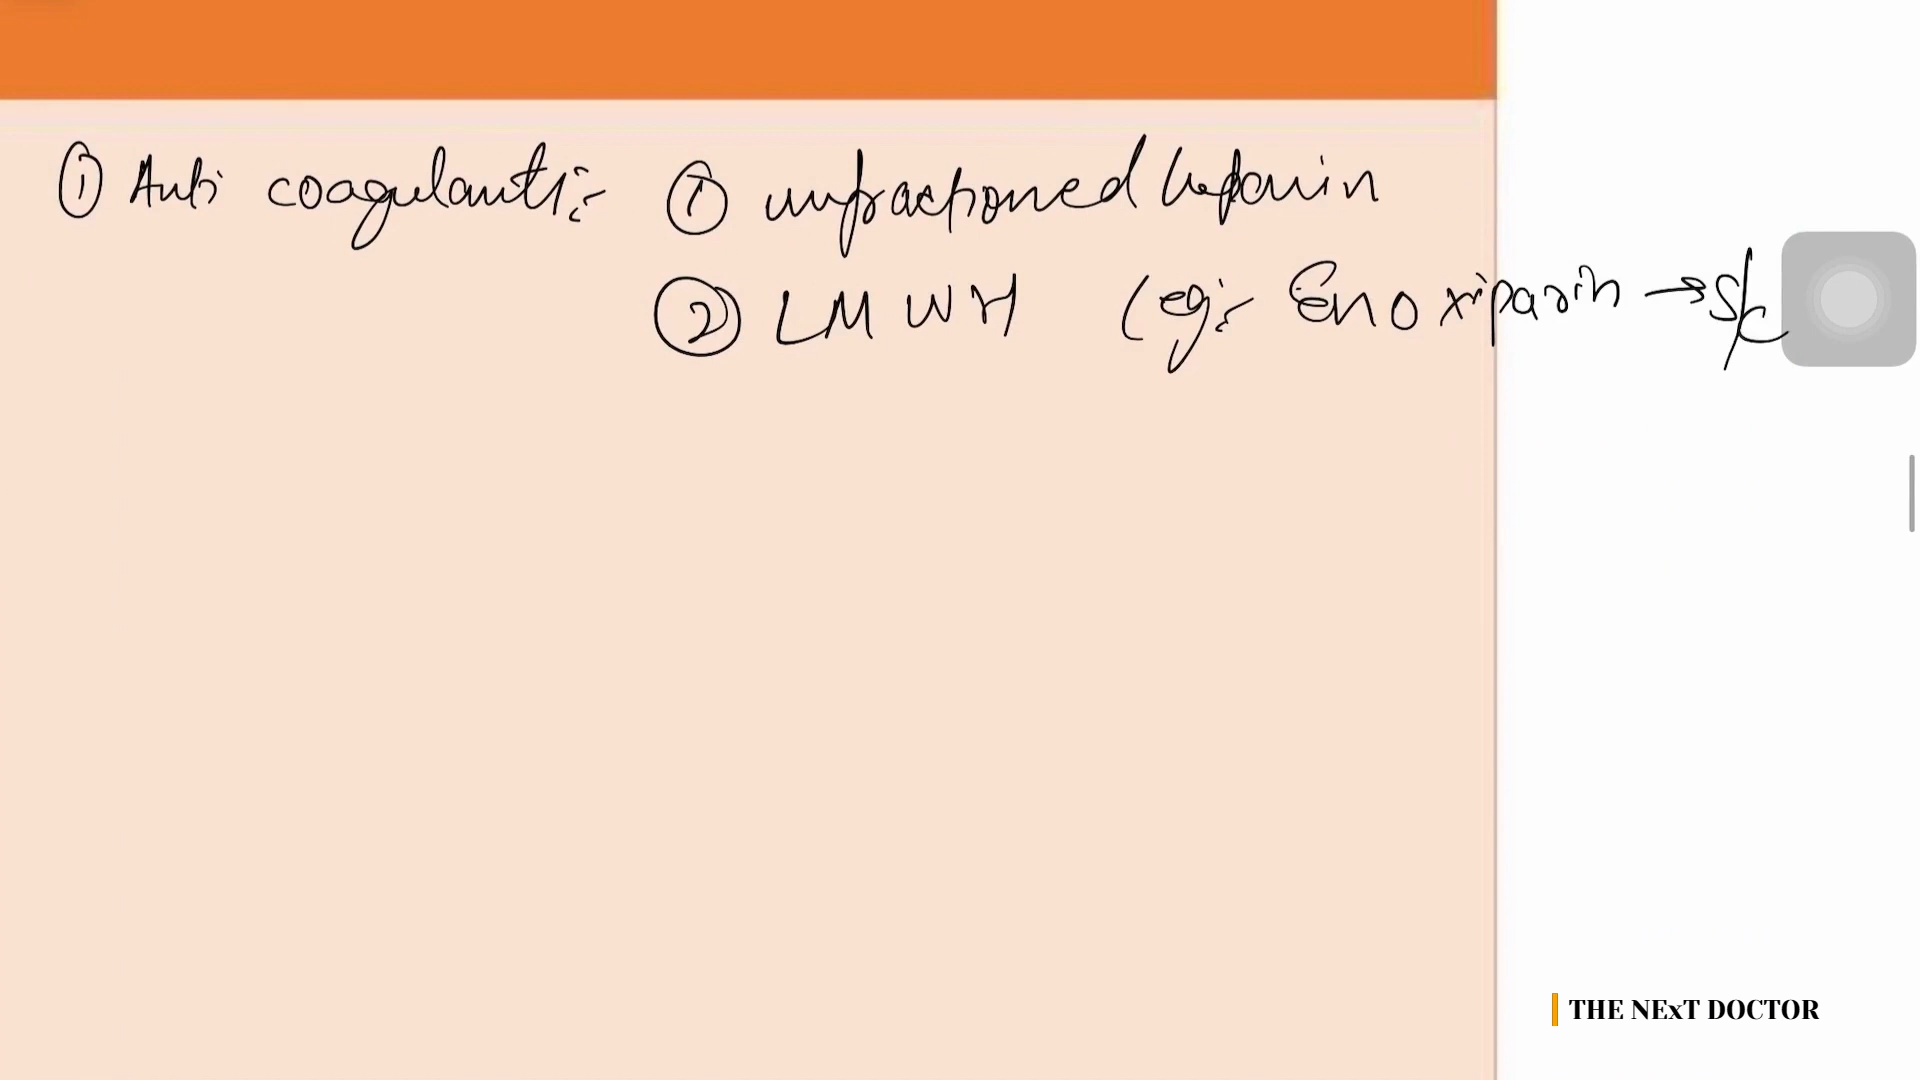 ① Anti coagulants:- ① unfractioned heparin
② LMWH (eg:- Enoxiparin → S/C
THE NExT DOCTOR